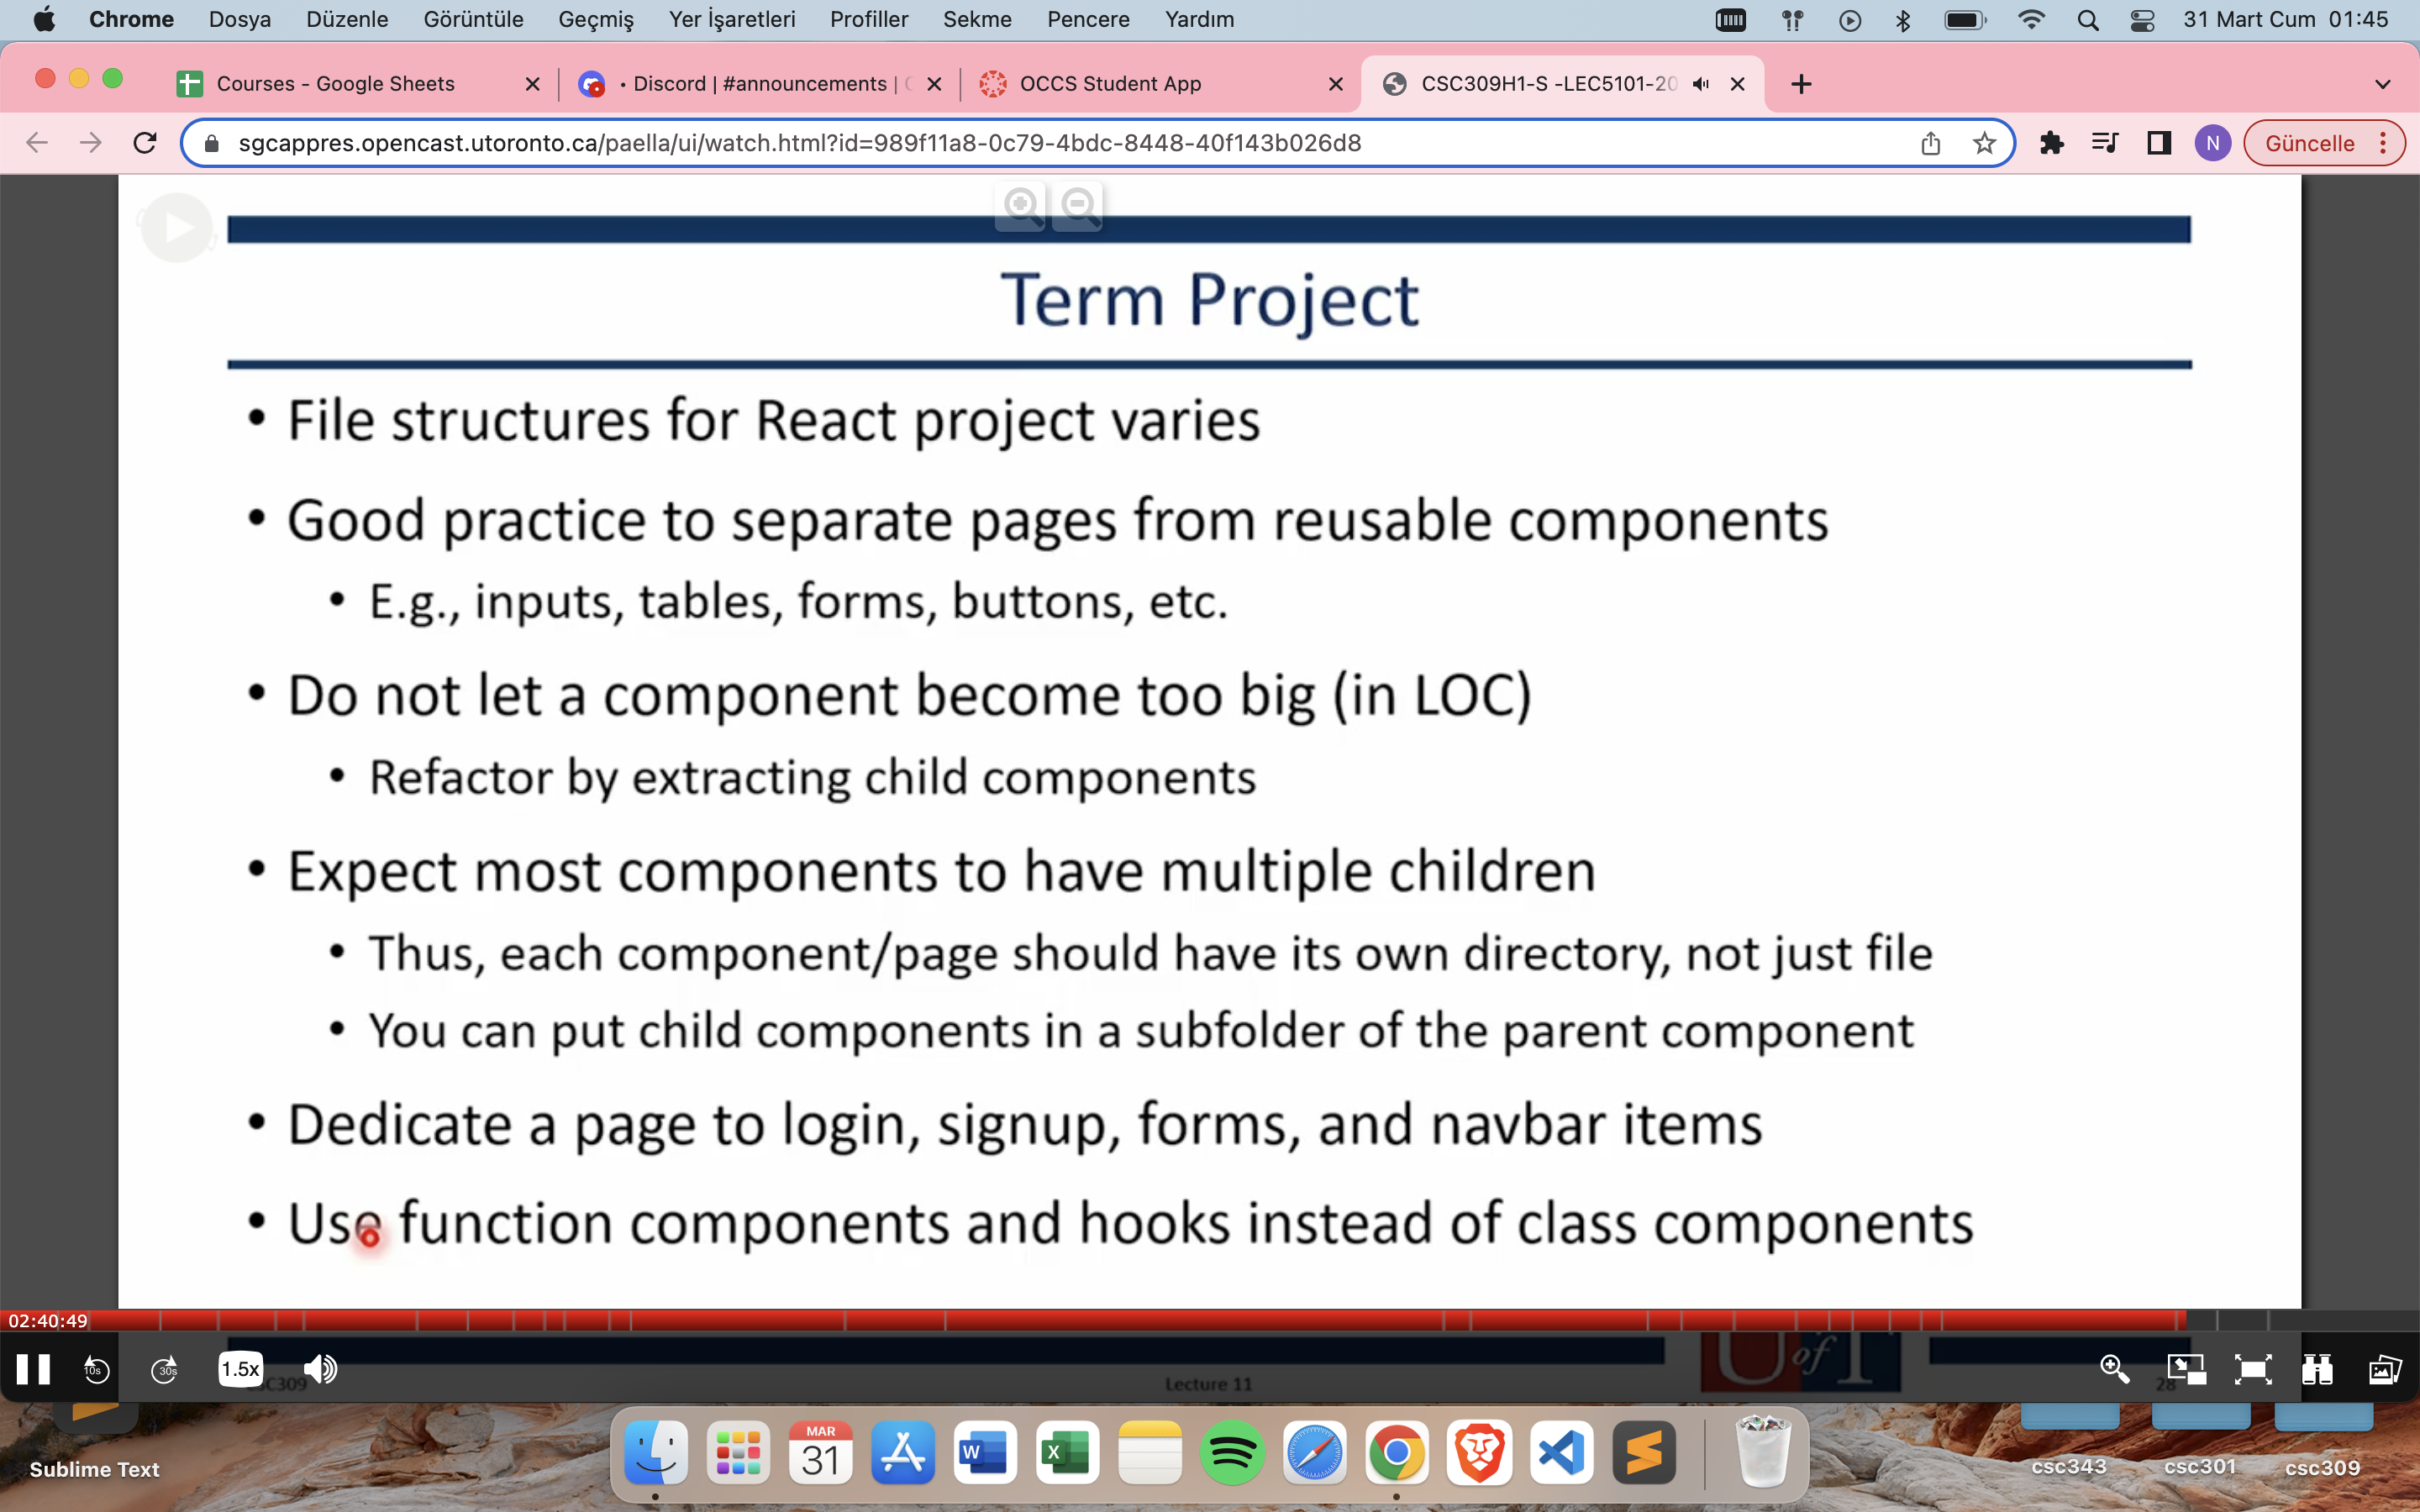 Chrome Dosya Düzenle Görüntüle Geçmiş Yer İşaretleri Profiller Sekme Pencere Yardım 31 Mart Cum 01:45
Courses - Google Sheets • Discord | #announcements | OCCS Student App CSC309H1-S -LEC5101-20
sgcappres.opencast.utoronto.ca/paella/ui/watch.html?id=989f11a8-0c79-4bdc-8448-40f143b026d8 N Güncelle
Term Project
• File structures for React project varies
• Good practice to separate pages from reusable components
• E.g., inputs, tables, forms, buttons, etc.
• Do not let a component become too big (in LOC)
• Refactor by extracting child components
• Expect most components to have multiple children
• Thus, each component/page should have its own directory, not just file
• You can put child components in a subfolder of the parent component
• Dedicate a page to login, signup, forms, and navbar items
• Use function components and hooks instead of class components
02:40:49
10s 30s 1.5x
CSC309 Lecture 11 U of T 28
MAR
31
W X
Sublime Text csc343 csc301 csc309